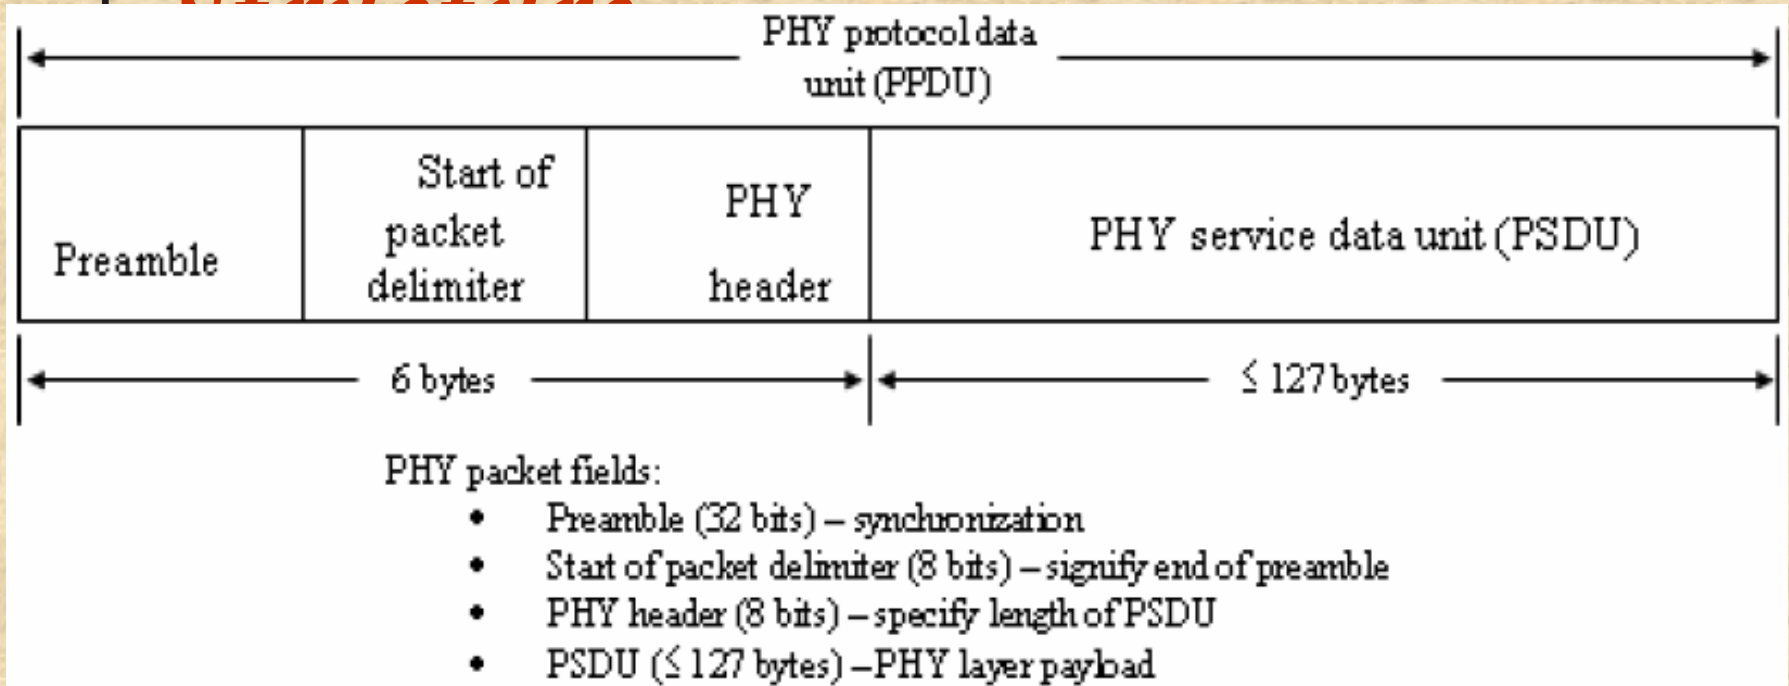 PHY protocol data
unit (PPDU)
Preamble
Start of
packet
delimiter
PHY
header
PHY service data unit (PSDU)
6 bytes
≤ 127 bytes
PHY packet fields:
• Preamble (32 bits) – synchronization
• Start of packet delimiter (8 bits) – signify end of preamble
• PHY header (8 bits) – specify length of PSDU
• PSDU (≤ 127 bytes) – PHY layer payload